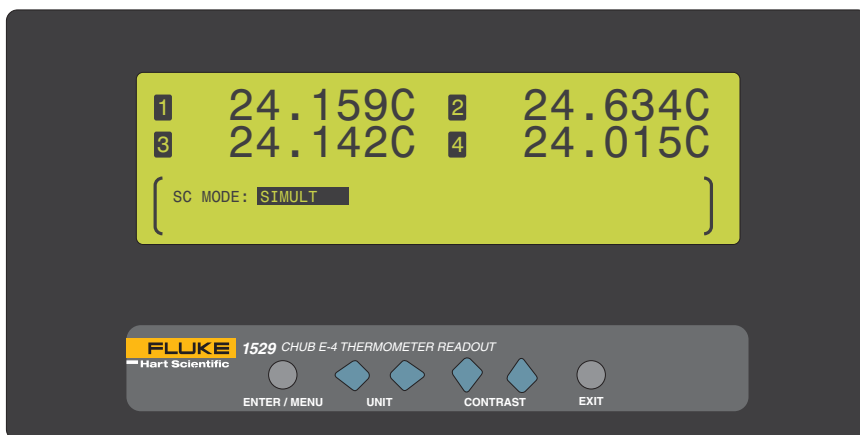 1 24.159C 2 24.634C
3 24.142C 4 24.015C
SC MODE: SIMULT
FLUKE
Hart Scientific
1529 CHUB E-4 THERMOMETER READOUT
ENTER / MENU UNIT CONTRAST EXIT